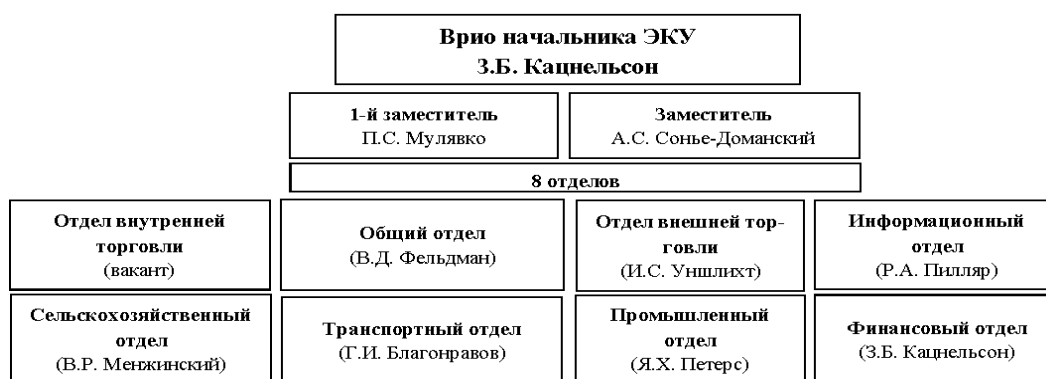 Врио начальника ЭКУ
З.Б. Кацнельсон
1-й заместитель
П.С. Мулявко
Заместитель
А.С. Сонье-Доманский
8 отделов
Отдел внутренней
торговли
(вакант)
Общий отдел
(В.Д. Фельдман)
Отдел внешней тор-
говли
(И.С. Уншлихт)
Информационный
отдел
(Р.А. Пилляр)
Сельскохозяйственный
отдел
(В.Р. Менжинский)
Транспортный отдел
(Г.И. Благонравов)
Промышленный
отдел
(Я.Х. Петерс)
Финансовый отдел
(З.Б. Кацнельсон)